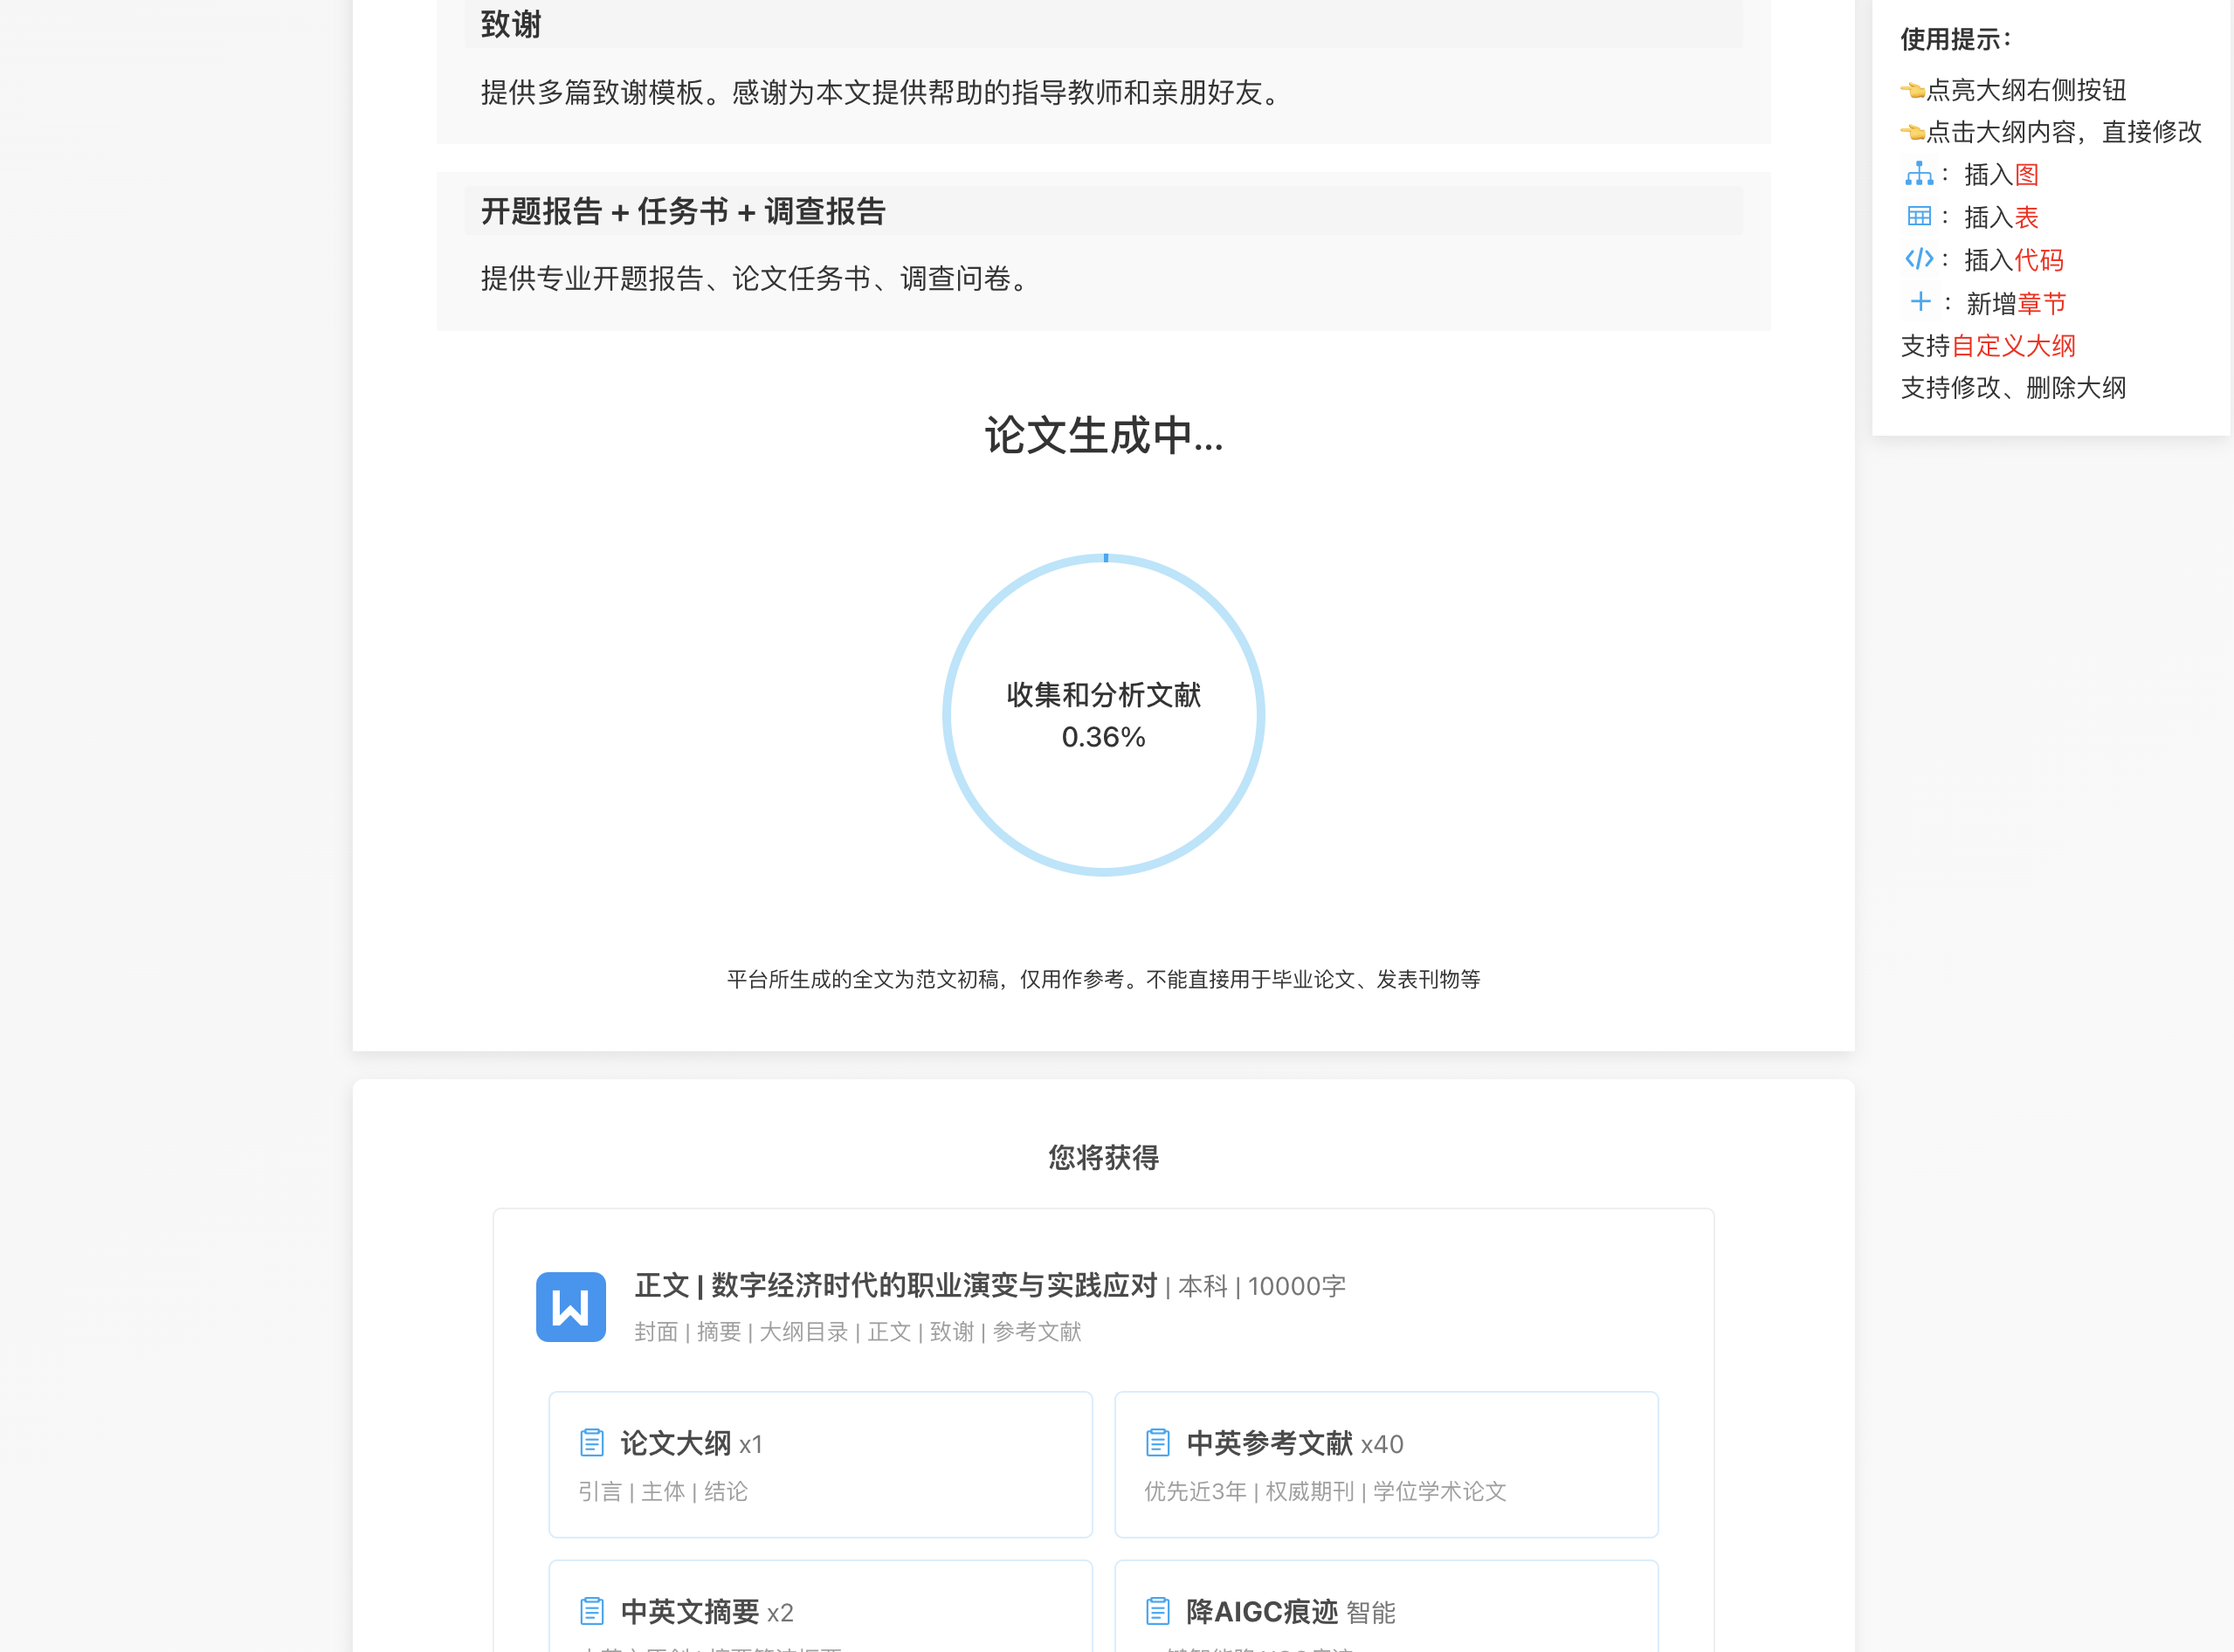 致谢
提供多篇致谢模板。感谢为本文提供帮助的指导教师和亲朋好友。
开题报告 + 任务书 + 调查报告
提供专业开题报告、论文任务书、调查问卷。
论文生成中...
收集和分析文献
0.36%
平台所生成的全文为范文初稿，仅用作参考。不能直接用于毕业论文、发表刊物等
您将获得
正文 | 数字经济时代的职业演变与实践应对 | 本科 | 10000字
封面 | 摘要 | 大纲目录 | 正文 | 致谢 | 参考文献
论文大纲 x1
引言 | 主体 | 结论
中英参考文献 x40
优先近3年 | 权威期刊 | 学位学术论文
中英文摘要 x2
降AIGC痕迹 智能
使用提示：
👈点亮大纲右侧按钮
👈点击大纲内容，直接修改
：插入图
：插入表
</>：插入代码
+：新增章节
支持自定义大纲
支持修改、删除大纲